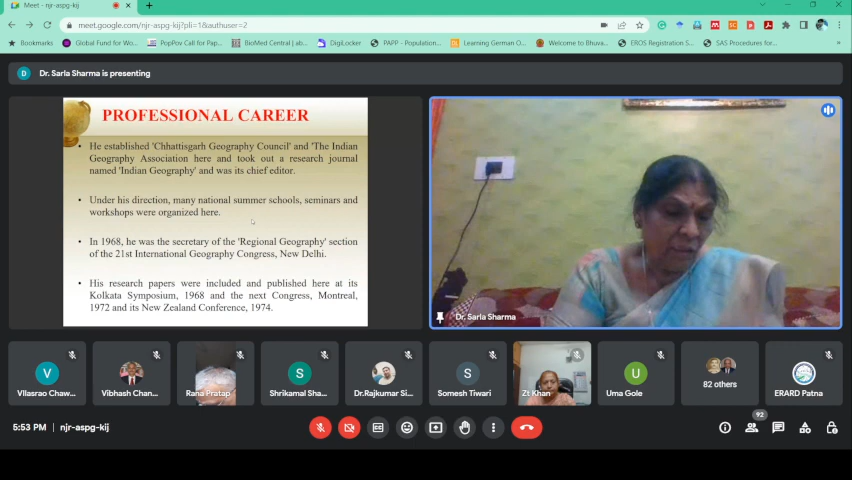 Meet - njr-aspg-kij
meet.google.com/njr-aspg-kij?pli=1&authuser=2
Bookmarks
Global Fund for Wo...
PopPov Call for Pap...
BioMed Central | ab...
DigiLocker
PAPP - Population...
Learning German O...
Welcome to Bhuva...
EROS Registration S...
SAS Procedures for...
D Dr. Sarla Sharma is presenting
PROFESSIONAL CAREER
• He established 'Chhattisgarh Geography Council' and 'The Indian
Geography Association here and took out a research journal
named 'Indian Geography' and was its chief editor.
• Under his direction, many national summer schools, seminars and
workshops were organized here.
• In 1968, he was the secretary of the 'Regional Geography' section
of the 21st International Geography Congress, New Delhi.
• His research papers were included and published here at its
Kolkata Symposium, 1968 and the next Congress, Montreal,
1972 and its New Zealand Conference, 1974.
Dr. Sarla Sharma
V
VIlasrao Chaw...
Vibhash Chan...
Rana Pratap
S
Shrikamal Sha...
Dr.Rajkumar Si...
S
Somesh Tiwari
Zt Khan
U
Uma Gole
82 others
ERARD Patna
5:53 PM | njr-aspg-kij
92